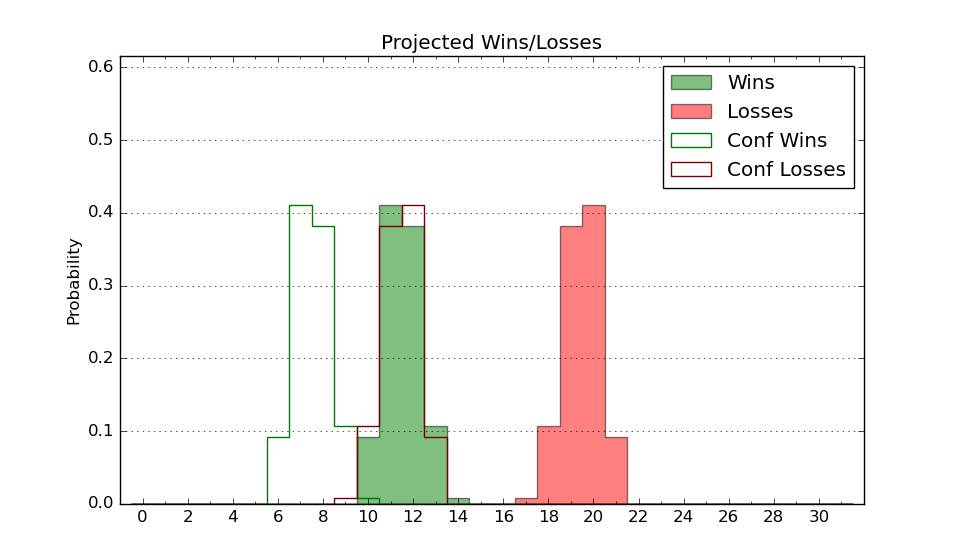 Projected Wins/Losses
Probability
0.6
0.5
0.4
0.3
0.2
0.1
0.0
0 2 4 6 8 10 12 14 16 18 20 22 24 26 28 30
Wins
Losses
Conf Wins
Conf Losses